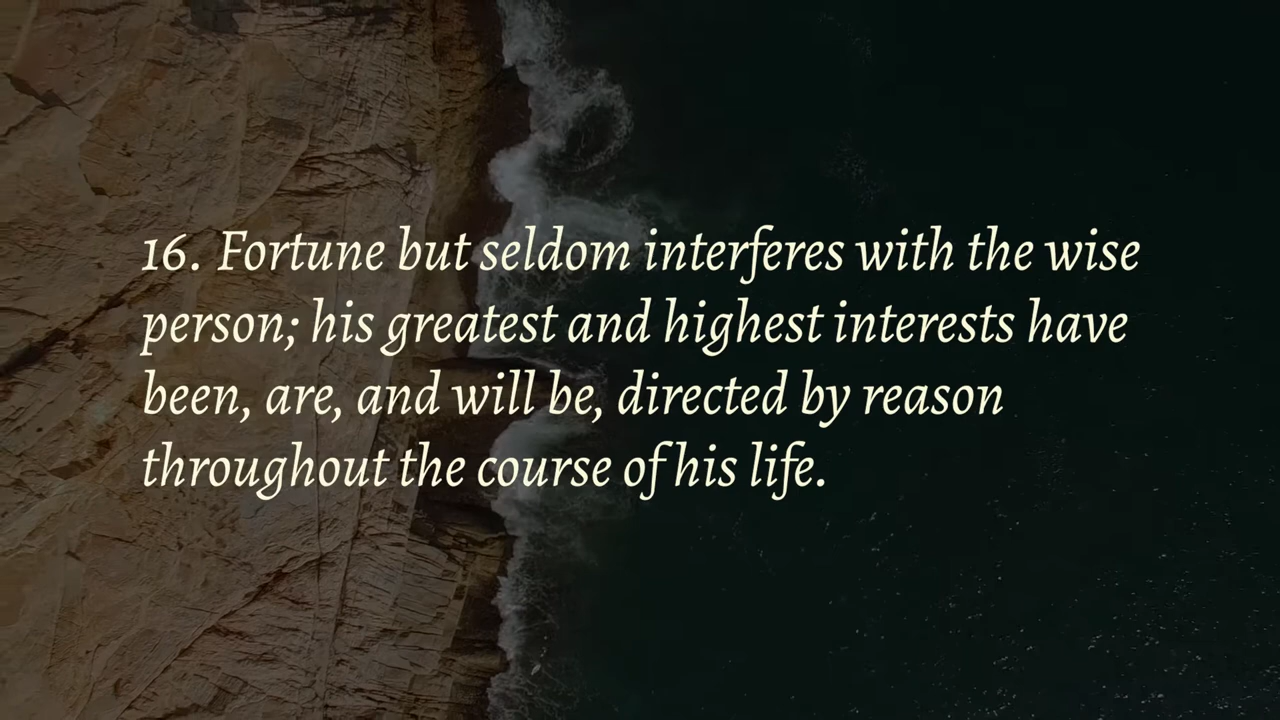 16. Fortune but seldom interferes with the wise
person; his greatest and highest interests have
been, are, and will be, directed by reason
throughout the course of his life.